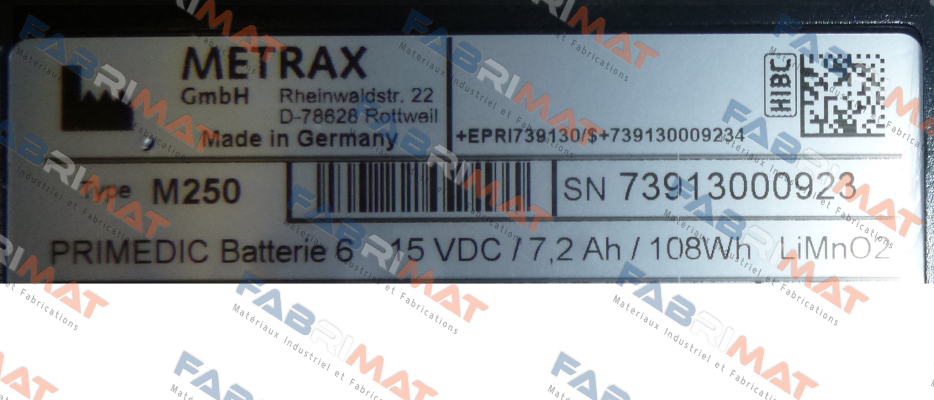 METRAX
GmbH Rheinwaldstr. 22
D-78628 Rottweil
Made in Germany
+EPRI739130/$+739130009234
HIBC
Type M250
SN 73913000923
PRIMEDIC Batterie 6 - 15 VDC / 7,2 Ah / 108Wh LiMnO2
FABRIMAT
Matériaux Industriel et Fabrications